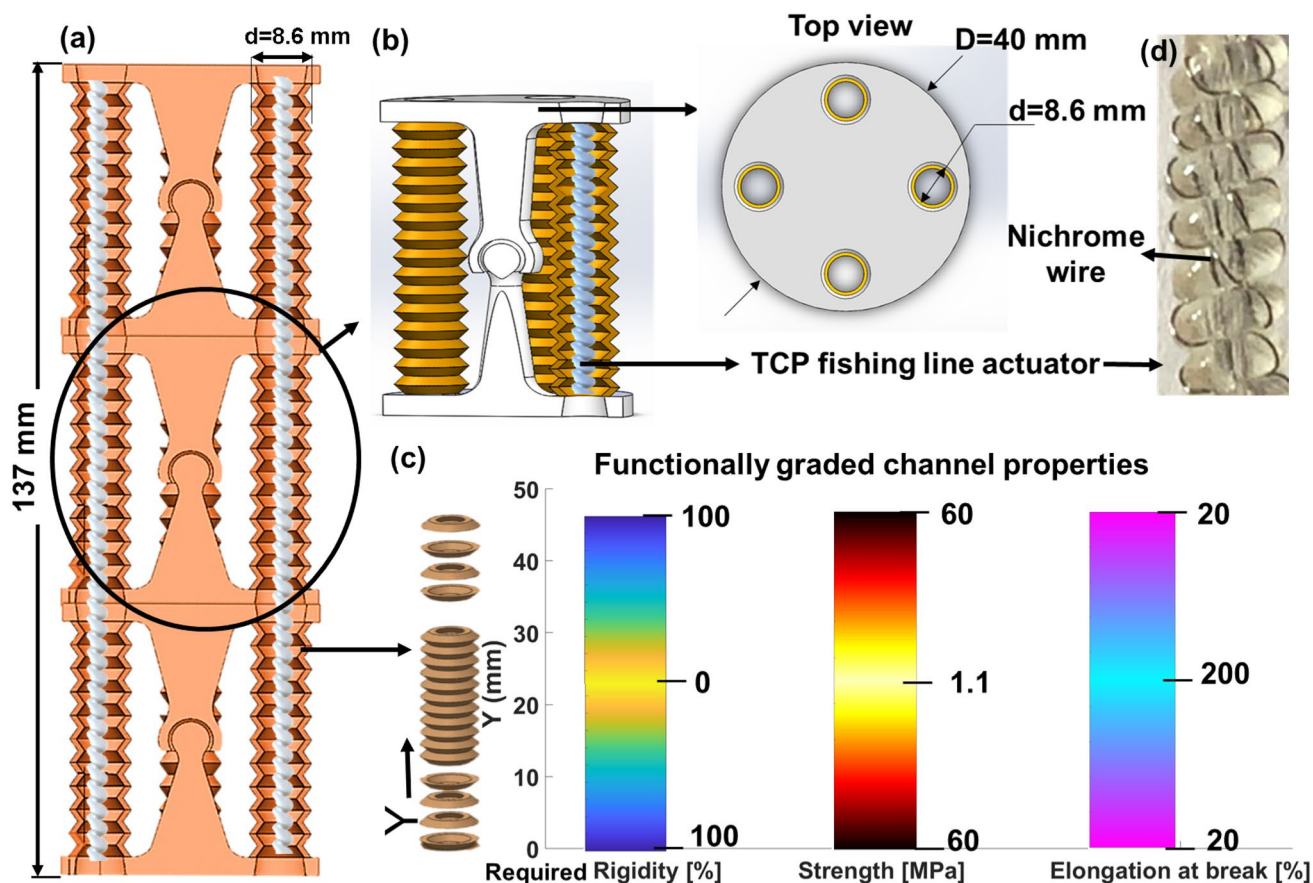 (a)
d=8.6 mm
137 mm
(b)
Top view
D=40 mm
d=8.6 mm
(d)
Nichrome
wire
TCP fishing line actuator
(c)
Functionally graded channel properties
50
40
30
20
10
0
Y (mm)
Y
100
0
100
60
1.1
60
20
200
20
Required Rigidity [%]
Strength [MPa]
Elongation at break [%]